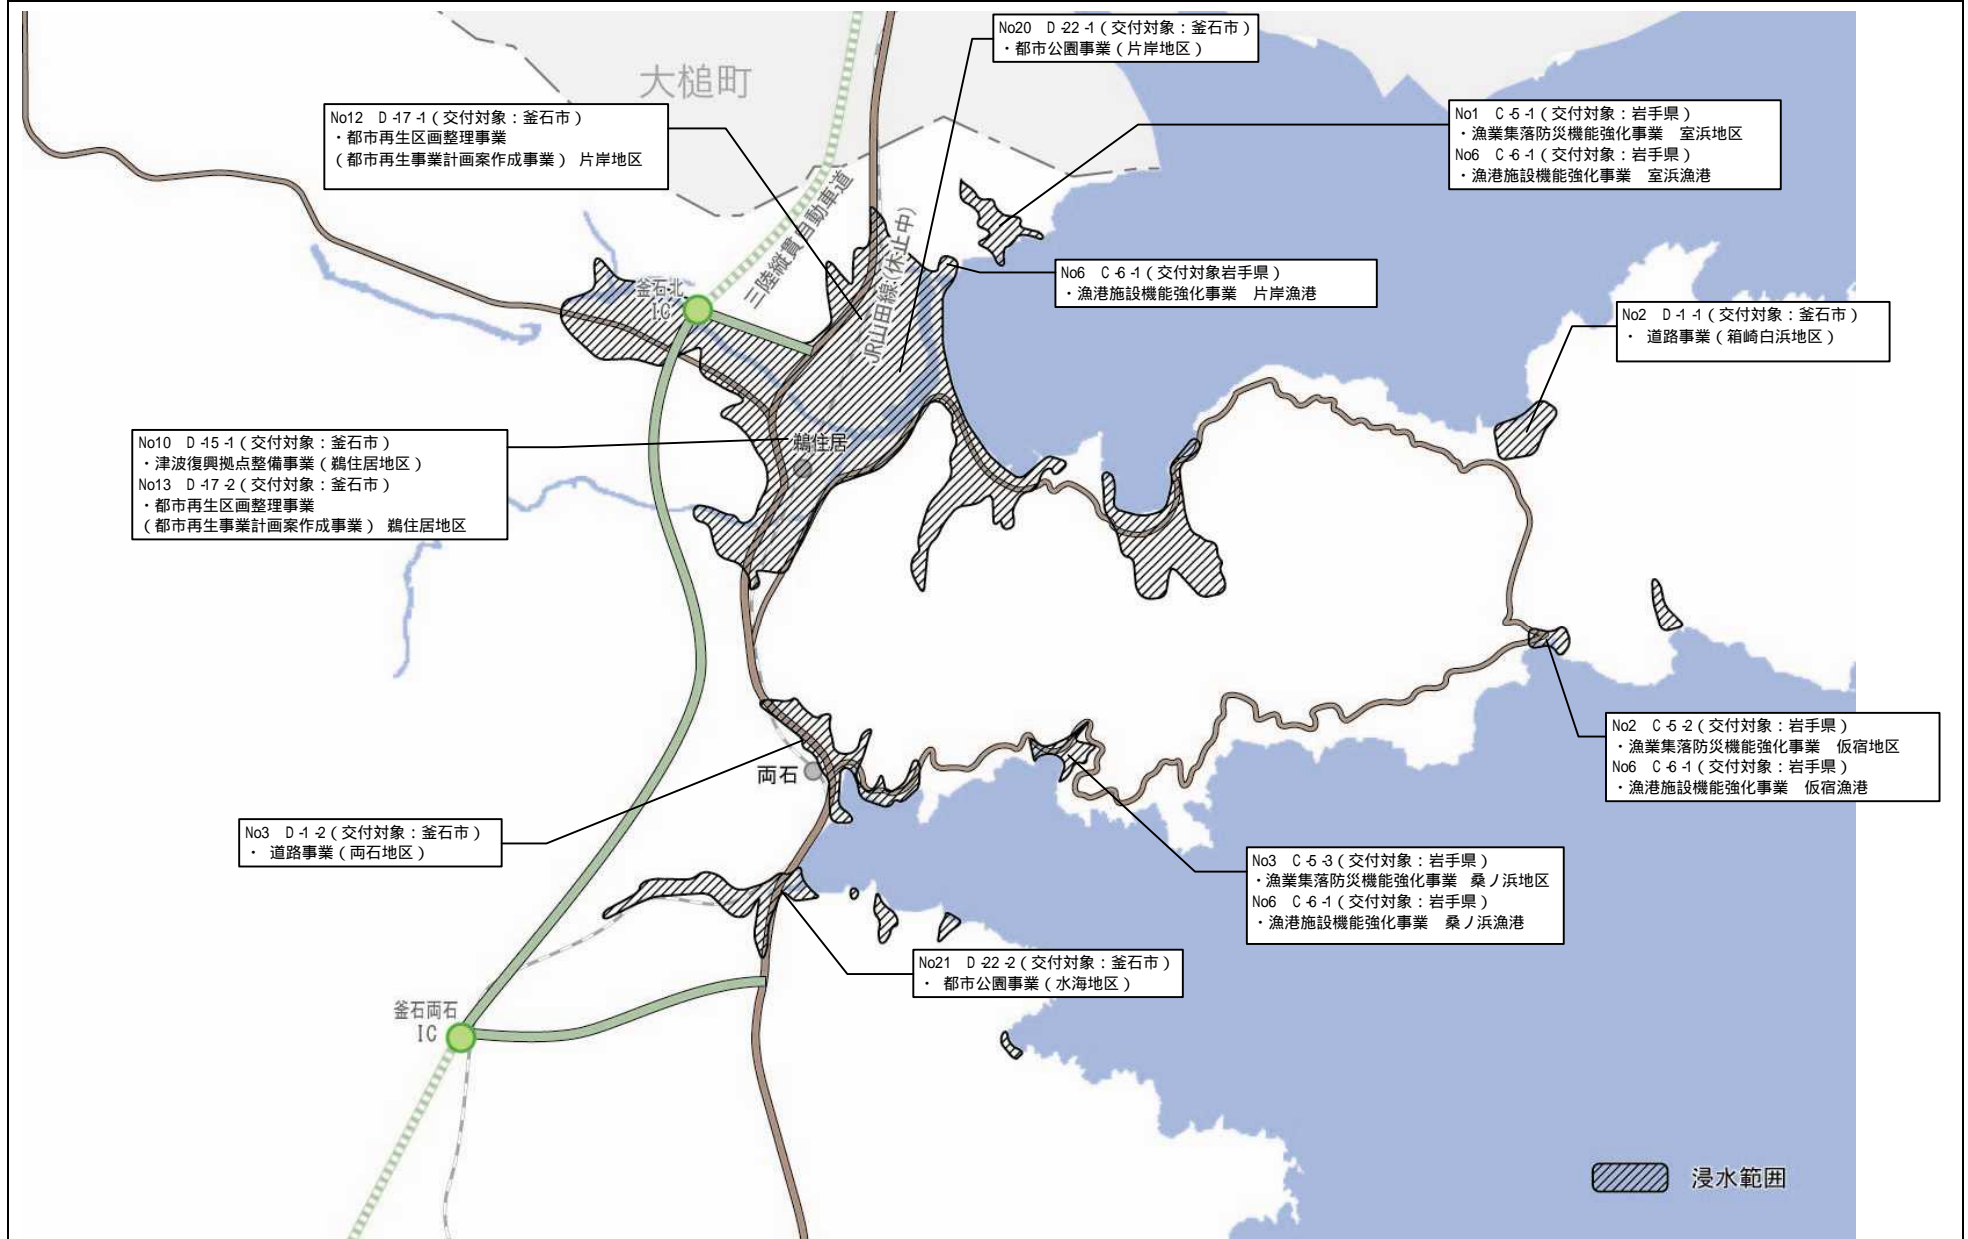 No20 D-22-1(交付対象:釜石市)
・都市公園事業(片岸地区)
大槌町
No12 D-17-1(交付対象:釜石市)
・都市再生区画整理事業
(都市再生事業計画案作成事業) 片岸地区
No1 C-5-1(交付対象:岩手県)
・漁業集落防災機能強化事業 室浜地区
No6 C-6-1(交付対象:岩手県)
・漁港施設機能強化事業 室浜漁港
三陸縦貫自動車道
JR山田線(休止中)
No6 C-6-1(交付対象岩手県)
・漁港施設機能強化事業 片岸漁港
釜石北
IC
No2 D-1-1(交付対象:釜石市)
・ 道路事業(箱崎白浜地区)
No10 D-15-1(交付対象:釜石市)
・津波復興拠点整備事業(鵜住居地区)
No13 D-17-2(交付対象:釜石市)
・都市再生区画整理事業
(都市再生事業計画案作成事業) 鵜住居地区
鵜住居
No2 C-5-2(交付対象:岩手県)
・漁業集落防災機能強化事業 仮宿地区
No6 C-6-1(交付対象:岩手県)
・漁港施設機能強化事業 仮宿漁港
両石
No3 D-1-2(交付対象:釜石市)
・ 道路事業(両石地区)
No3 C-5-3(交付対象:岩手県)
・漁業集落防災機能強化事業 桑ノ浜地区
No6 C-6-1(交付対象:岩手県)
・漁港施設機能強化事業 桑ノ浜漁港
No21 D-22-2(交付対象:釜石市)
・ 都市公園事業(水海地区)
釜石両石
IC
浸水範囲